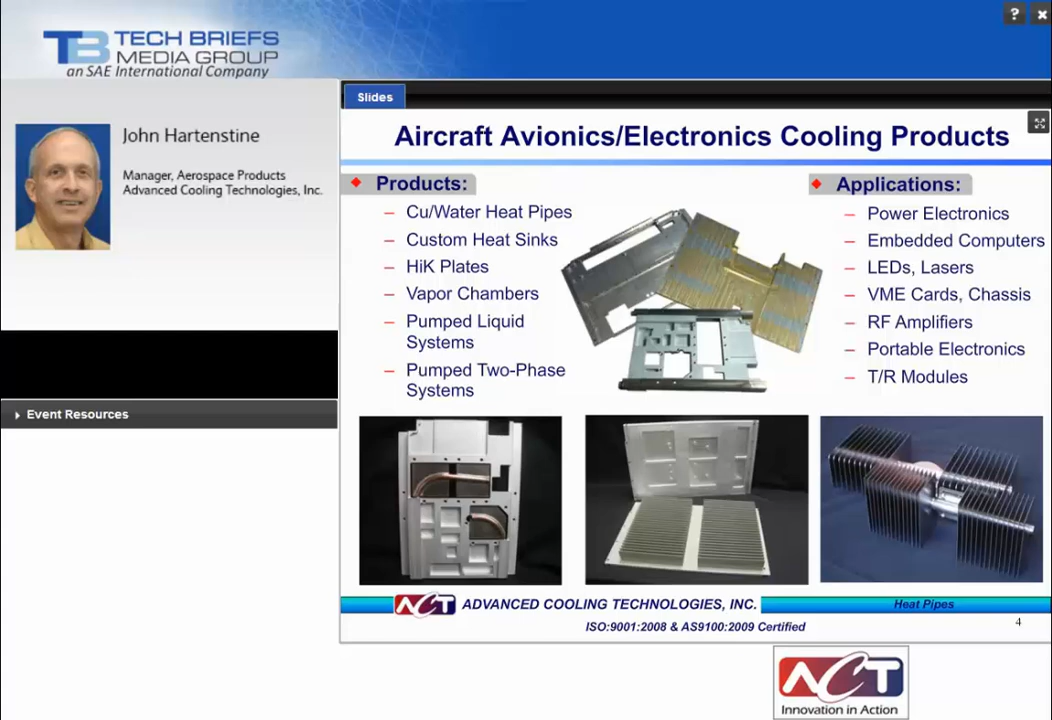 ? ×
TB TECH BRIEFS
MEDIA GROUP
an SAE International Company
John Hartenstine
Manager, Aerospace Products
Advanced Cooling Technologies, Inc.
Event Resources
Slides
Aircraft Avionics/Electronics Cooling Products
Products:
– Cu/Water Heat Pipes
– Custom Heat Sinks
– HiK Plates
– Vapor Chambers
– Pumped Liquid
Systems
– Pumped Two-Phase
Systems
Applications:
– Power Electronics
– Embedded Computers
– LEDs, Lasers
– VME Cards, Chassis
– RF Amplifiers
– Portable Electronics
– T/R Modules
ACT ADVANCED COOLING TECHNOLOGIES, INC.
Heat Pipes
ISO:9001:2008 & AS9100:2009 Certified
4
ACT
Innovation in Action